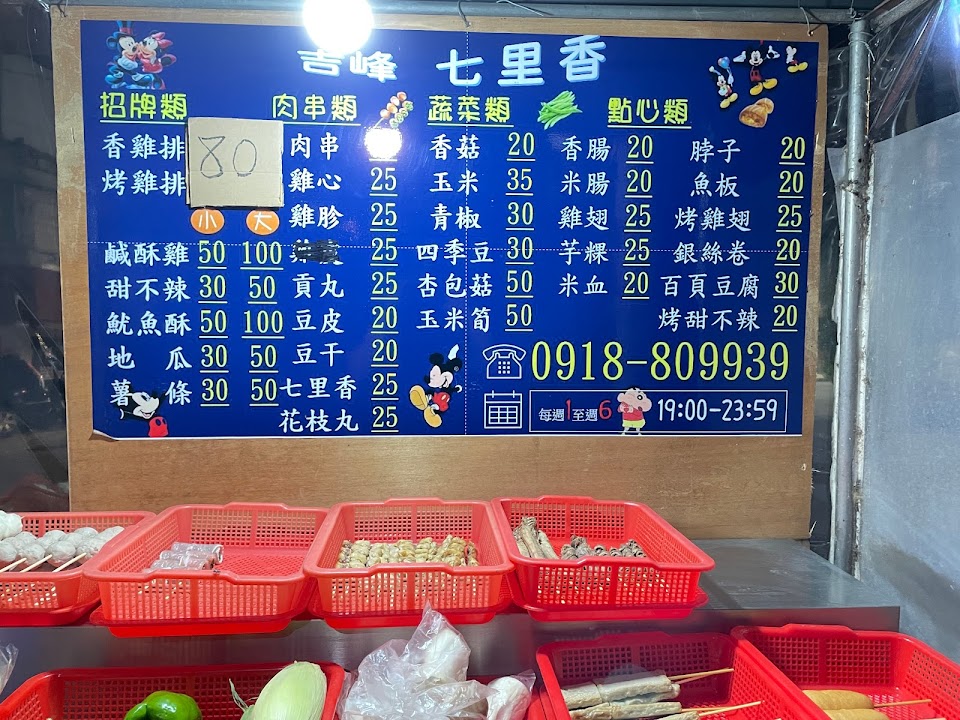 吉峰 七里香
招牌類
香雞排
烤雞排
80
小 大
鹹酥雞 50 100
甜不辣 30 50
魷魚酥 50 100
地瓜 30 50
薯條 30 50
肉串類
肉串
雞心 25
雞胗 25
25
貢丸 25
豆皮 20
豆干 20
七里香 25
花枝丸 25
蔬菜類
香菇 20
玉米 35
青椒 30
四季豆 30
杏包菇 50
玉米筍 50
點心類
香腸 20
米腸 20
雞翅 25
芋粿 25
米血 20
脖子 20
魚板 20
烤雞翅 25
銀絲卷 20
百頁豆腐 30
烤甜不辣 20
0918-809939
每週1至週6 19:00-23:59